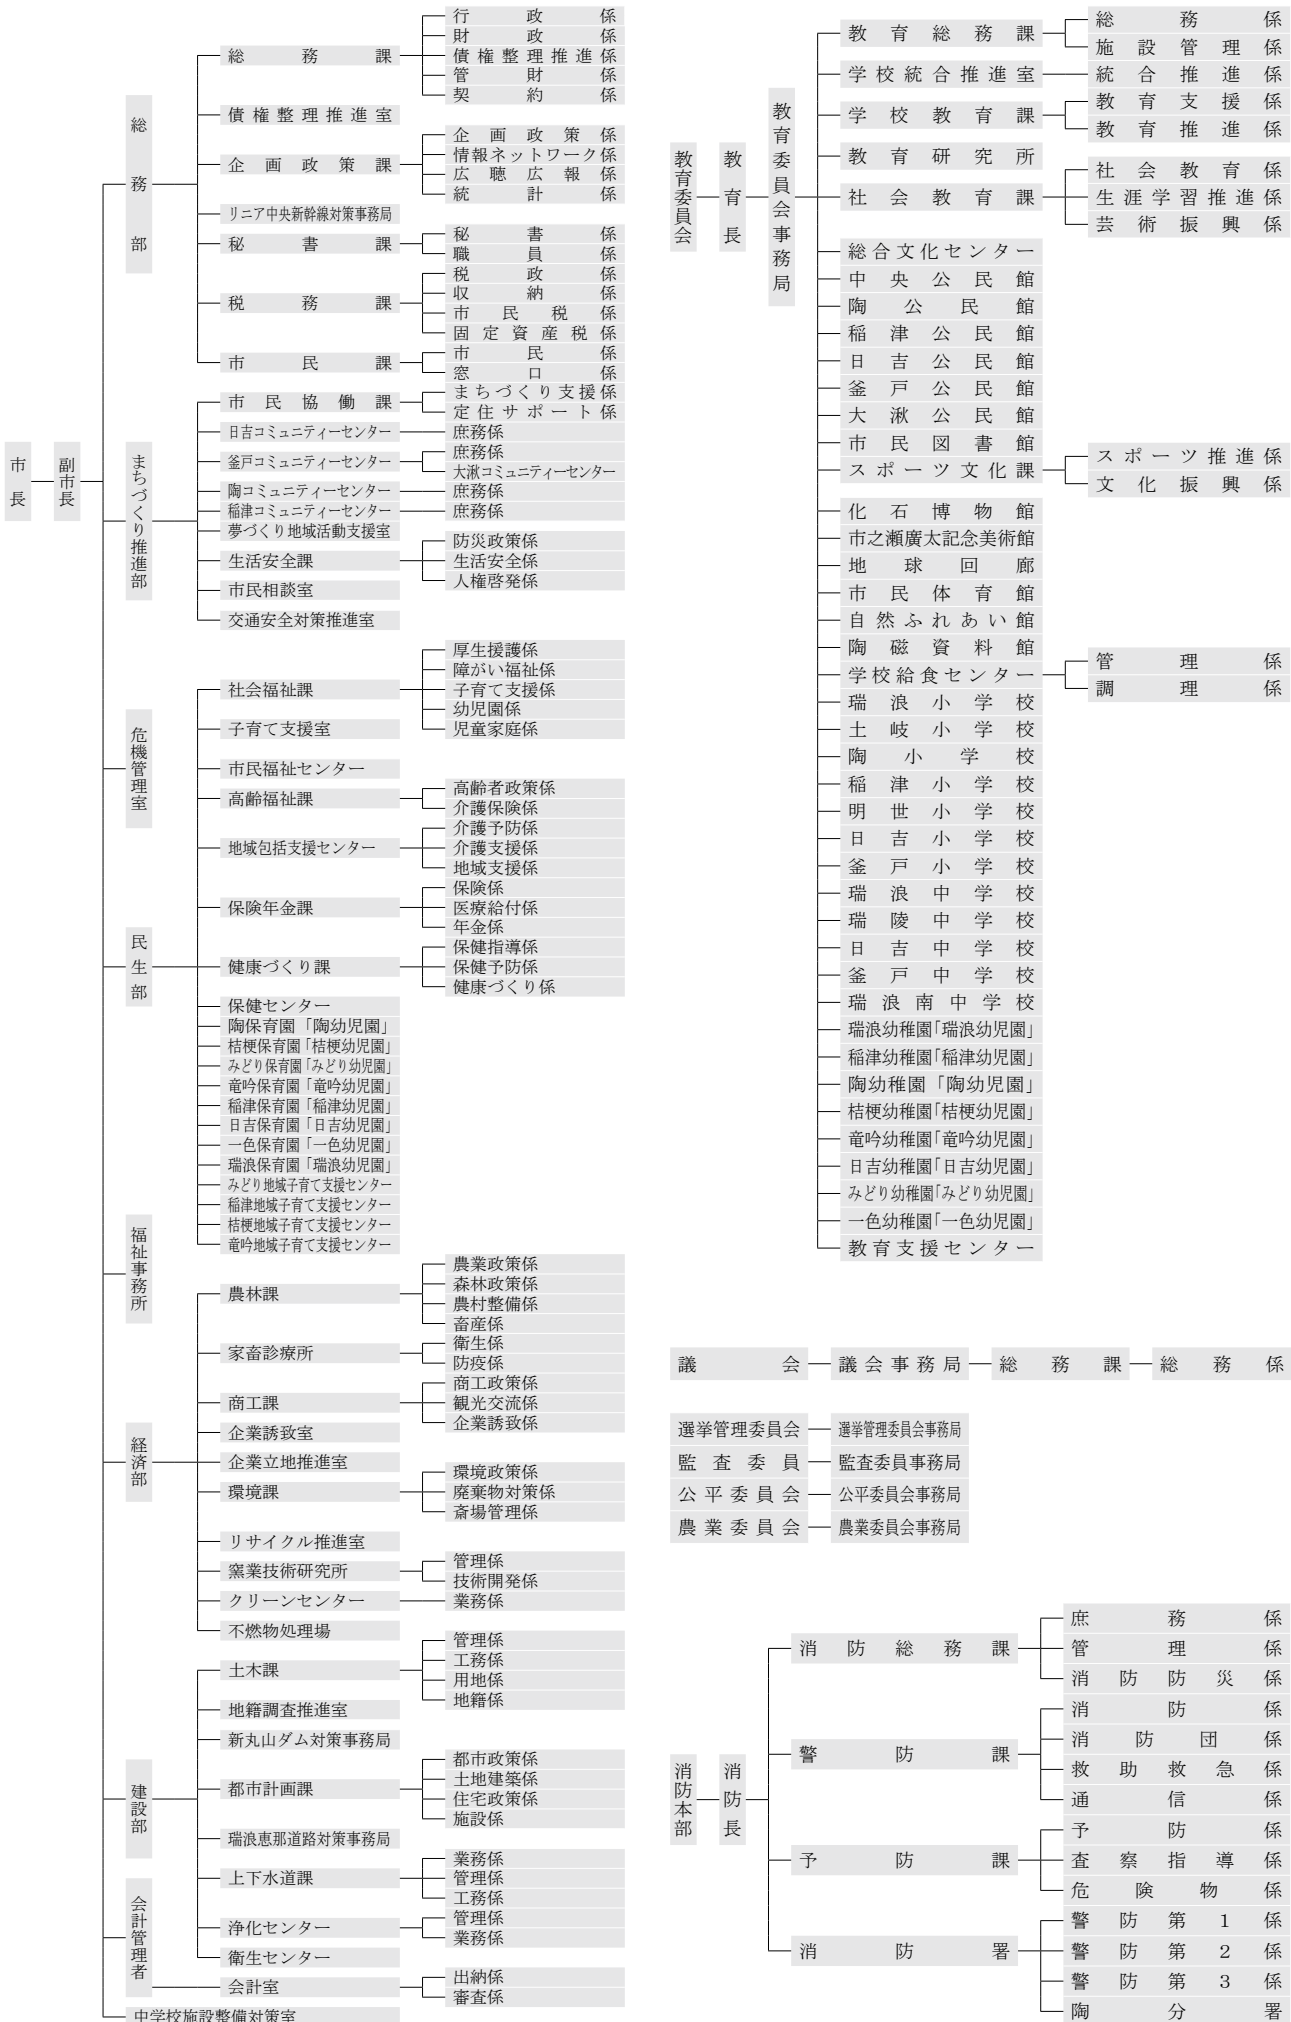 市長
副市長
総務部
総務課
行政係
財政係
債権整理推進係
管財係
契約係
債権整理推進室
企画政策課
企画政策係
情報ネットワーク係
広聴広報係
統計係
リニア中央新幹線対策事務局
秘書課
秘書係
職員係
税務課
税政係
収納係
市民税係
固定資産税係
市民課
市民係
窓口係
まちづくり推進部
市民協働課
まちづくり支援係
定住サポート係
日吉コミュニティーセンター
庶務係
釜戸コミュニティーセンター
庶務係
大湫コミュニティーセンター
陶コミュニティーセンター
庶務係
稲津コミュニティーセンター
庶務係
夢づくり地域活動支援室
生活安全課
防災政策係
生活安全係
人権啓発係
市民相談室
交通安全対策推進室
危機管理室
民生部
社会福祉課
厚生援護係
障がい福祉係
子育て支援係
幼児園係
児童家庭係
子育て支援室
市民福祉センター
高齢福祉課
高齢者政策係
介護保険係
地域包括支援センター
介護予防係
介護支援係
地域支援係
保険年金課
保険係
医療給付係
年金係
健康づくり課
保健指導係
保健予防係
健康づくり係
保健センター
陶保育園「陶幼児園」
桔梗保育園「桔梗幼児園」
みどり保育園「みどり幼児園」
竜吟保育園「竜吟幼児園」
稲津保育園「稲津幼児園」
日吉保育園「日吉幼児園」
一色保育園「一色幼児園」
瑞浪保育園「瑞浪幼児園」
みどり地域子育て支援センター
稲津地域子育て支援センター
桔梗地域子育て支援センター
竜吟地域子育て支援センター
福祉事務所
経済部
農林課
農業政策係
森林政策係
農村整備係
畜産係
家畜診療所
衛生係
防疫係
商工課
商工政策係
観光交流係
企業誘致係
企業誘致室
企業立地推進室
環境課
環境政策係
廃棄物対策係
斎場管理係
リサイクル推進室
窯業技術研究所
管理係
技術開発係
クリーンセンター
業務係
不燃物処理場
建設部
土木課
管理係
工務係
用地係
地籍係
地籍調査推進室
新丸山ダム対策事務局
都市計画課
都市政策係
土地建築係
住宅政策係
施設係
瑞浪恵那道路対策事務局
上下水道課
業務係
管理係
工務係
浄化センター
管理係
業務係
衛生センター
会計管理者
会計室
出納係
審査係
中学校施設整備対策室
教育委員会
教育長
教育委員会事務局
教育総務課
総務係
施設管理係
学校統合推進室
統合推進係
学校教育課
教育支援係
教育推進係
教育研究所
社会教育課
社会教育係
生涯学習推進係
芸術振興係
総合文化センター
中央公民館
陶公民館
稲津公民館
日吉公民館
釜戸公民館
大湫公民館
市民図書館
スポーツ文化課
スポーツ推進係
文化振興係
化石博物館
市之瀬廣太記念美術館
地球回廊
市民体育館
自然ふれあい館
陶磁資料館
学校給食センター
管理係
調理係
瑞浪小学校
土岐小学校
陶小学校
稲津小学校
明世小学校
日吉小学校
釜戸小学校
瑞浪中学校
瑞陵中学校
日吉中学校
釜戸中学校
瑞浪南中学校
瑞浪幼稚園「瑞浪幼児園」
稲津幼稚園「稲津幼児園」
陶幼稚園「陶幼児園」
桔梗幼稚園「桔梗幼児園」
竜吟幼稚園「竜吟幼児園」
日吉幼稚園「日吉幼児園」
みどり幼稚園「みどり幼児園」
一色幼稚園「一色幼児園」
教育支援センター
議会
議会事務局
総務課
総務係
選挙管理委員会
選挙管理委員会事務局
監査委員
監査委員事務局
公平委員会
公平委員会事務局
農業委員会
農業委員会事務局
消防本部
消防長
消防総務課
庶務係
管理係
消防防災係
警防課
消防係
消防団係
救助救急係
通信係
予防課
予防係
査察指導係
危険物係
消防署
警防第1係
警防第2係
警防第3係
陶分署